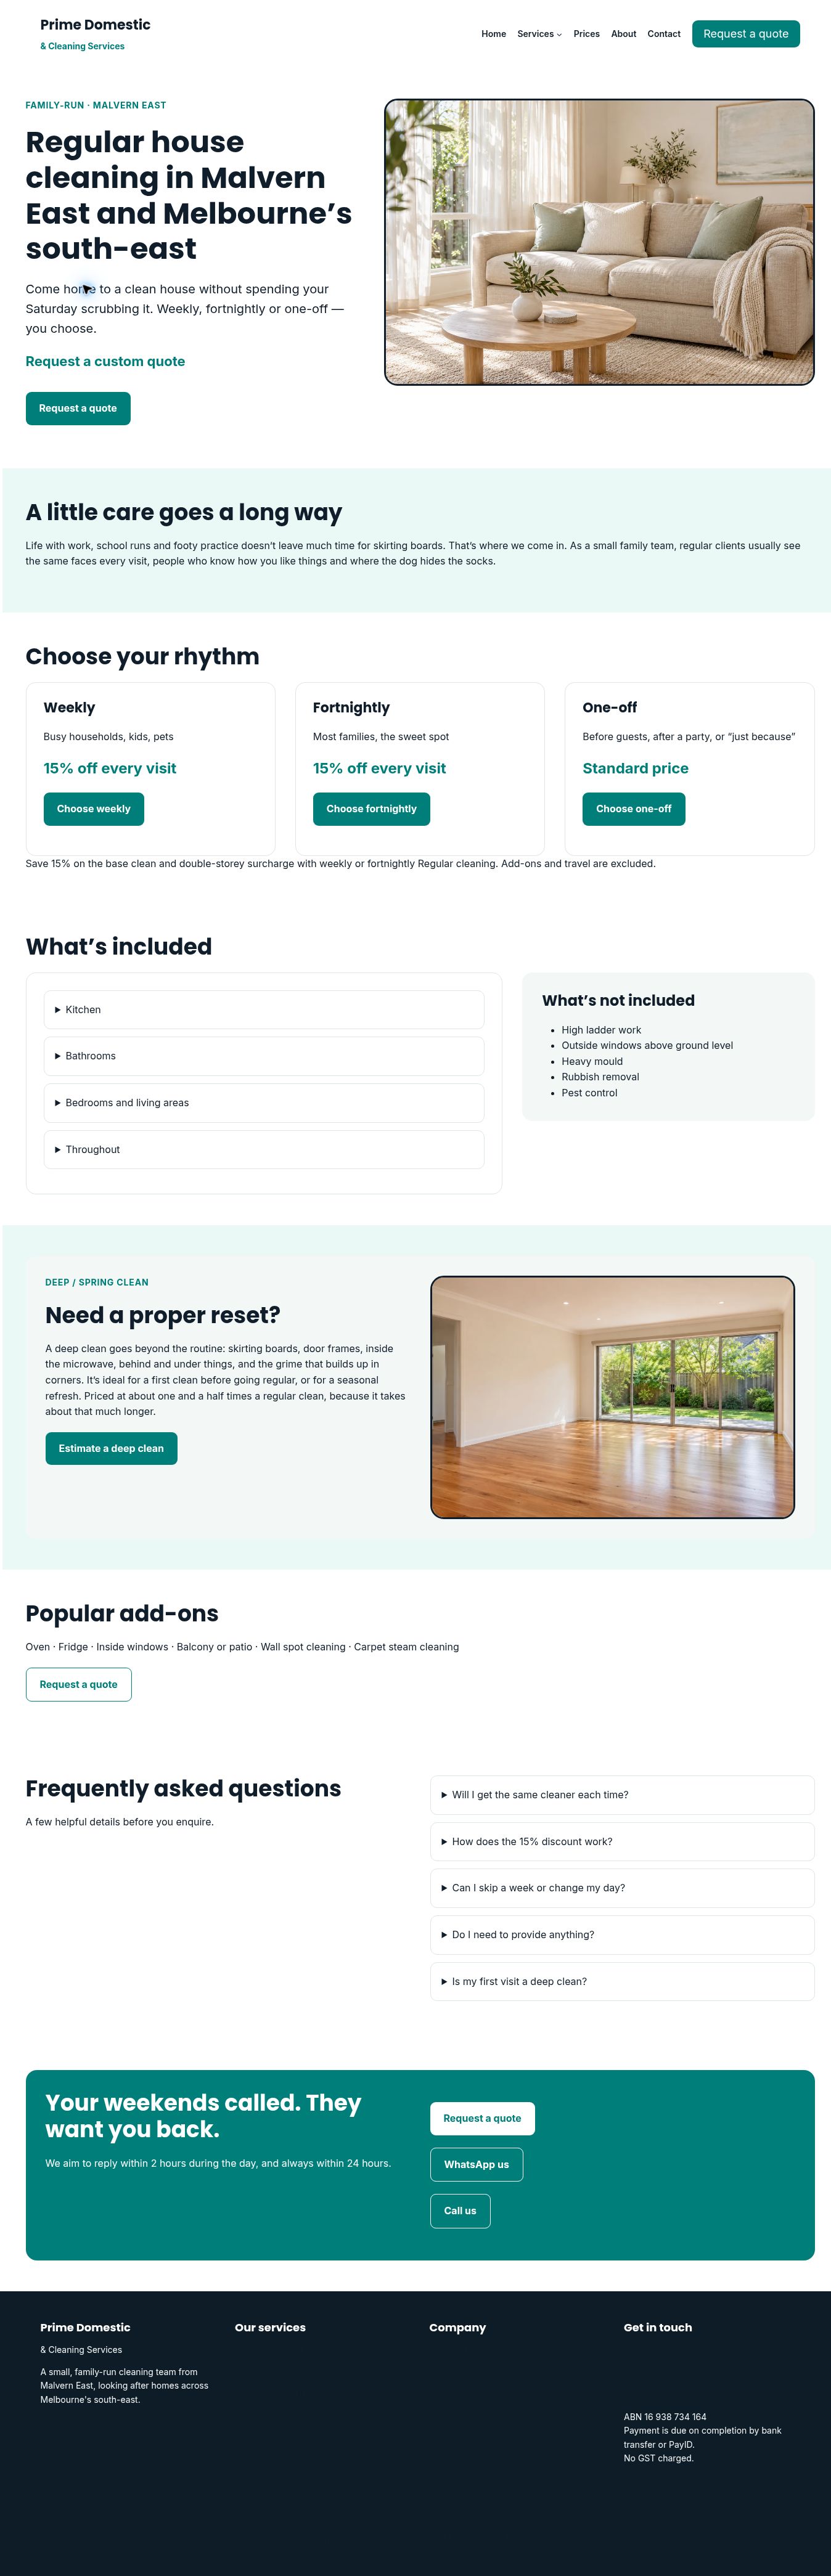 Prime Domestic
& Cleaning Services
Home
Services
Prices
About
Contact
Request a quote
FAMILY-RUN · MALVERN EAST
Regular house
cleaning in Malvern
East and Melbourne’s
south-east
Come home to a clean house without spending your
Saturday scrubbing it. Weekly, fortnightly or one-off —
you choose.
Request a custom quote
Request a quote
A little care goes a long way
Life with work, school runs and footy practice doesn’t leave much time for skirting boards. That’s where we come in. As a small family team, regular clients usually see
the same faces every visit, people who know how you like things and where the dog hides the socks.
Choose your rhythm
Weekly
Busy households, kids, pets
15% off every visit
Choose weekly
Fortnightly
Most families, the sweet spot
15% off every visit
Choose fortnightly
One-off
Before guests, after a party, or “just because”
Standard price
Choose one-off
Save 15% on the base clean and double-storey surcharge with weekly or fortnightly Regular cleaning. Add-ons and travel are excluded.
What’s included
Kitchen
Bathrooms
Bedrooms and living areas
Throughout
What’s not included
High ladder work
Outside windows above ground level
Heavy mould
Rubbish removal
Pest control
DEEP / SPRING CLEAN
Need a proper reset?
A deep clean goes beyond the routine: skirting boards, door frames, inside
the microwave, behind and under things, and the grime that builds up in
corners. It’s ideal for a first clean before going regular, or for a seasonal
refresh. Priced at about one and a half times a regular clean, because it takes
about that much longer.
Estimate a deep clean
Popular add-ons
Oven · Fridge · Inside windows · Balcony or patio · Wall spot cleaning · Carpet steam cleaning
Request a quote
Frequently asked questions
A few helpful details before you enquire.
Will I get the same cleaner each time?
How does the 15% discount work?
Can I skip a week or change my day?
Do I need to provide anything?
Is my first visit a deep clean?
Your weekends called. They
want you back.
We aim to reply within 2 hours during the day, and always within 24 hours.
Request a quote
WhatsApp us
Call us
Prime Domestic
& Cleaning Services
A small, family-run cleaning team from
Malvern East, looking after homes across
Melbourne's south-east.
Our services
Company
Get in touch
ABN 16 938 734 164
Payment is due on completion by bank
transfer or PayID.
No GST charged.